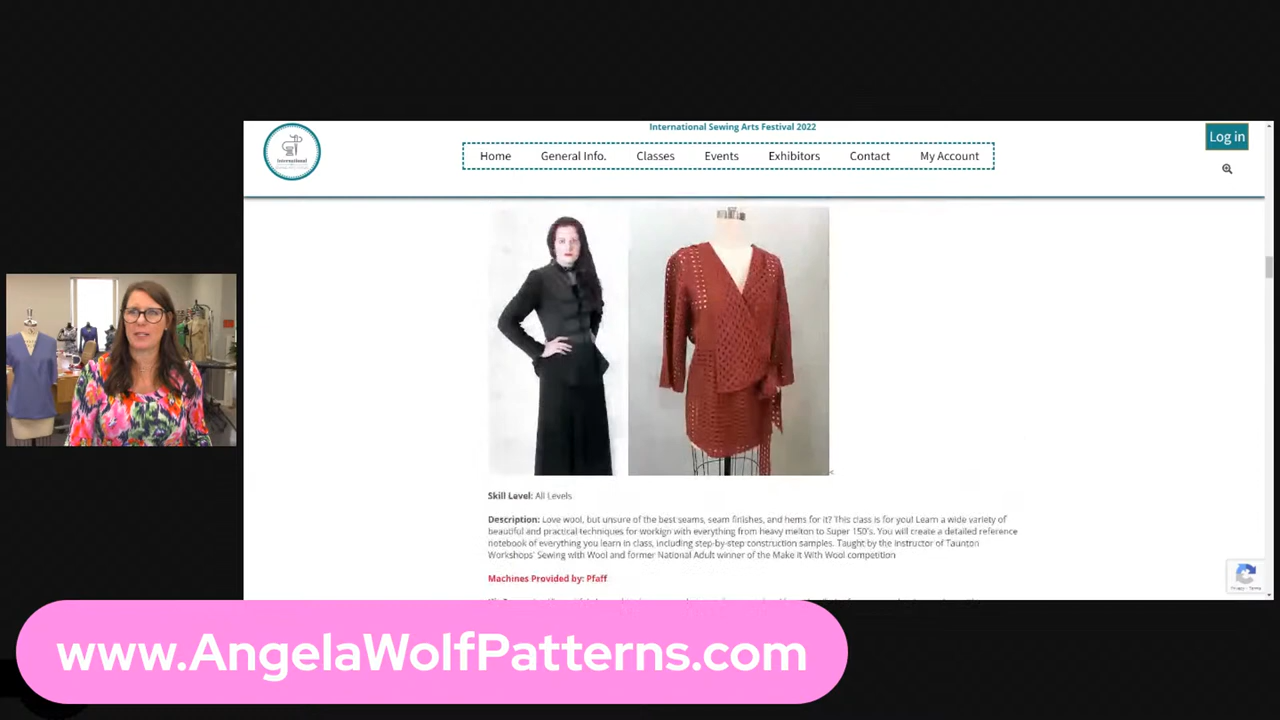 International Sewing Arts Festival 2022
Log in
Home General Info. Classes Events Exhibitors Contact My Account
International
Skill Level: All Levels
Description: Love wool, but unsure of the best seams, seam finishes, and hems for it? This class is for you! Learn a wide variety of
beautiful and practical techniques for workign with everything from heavy melton to Super 150's. You will create a detailed reference
notebook of everything you learn in class, including step-by-step construction samples. Taught by the instructor of Taunton
Workshops' Sewing with Wool and former National Adult winner of the Make it With Wool competition
Machines Provided by: Pfaff
Privacy - Terms
www.AngelaWolfPatterns.com